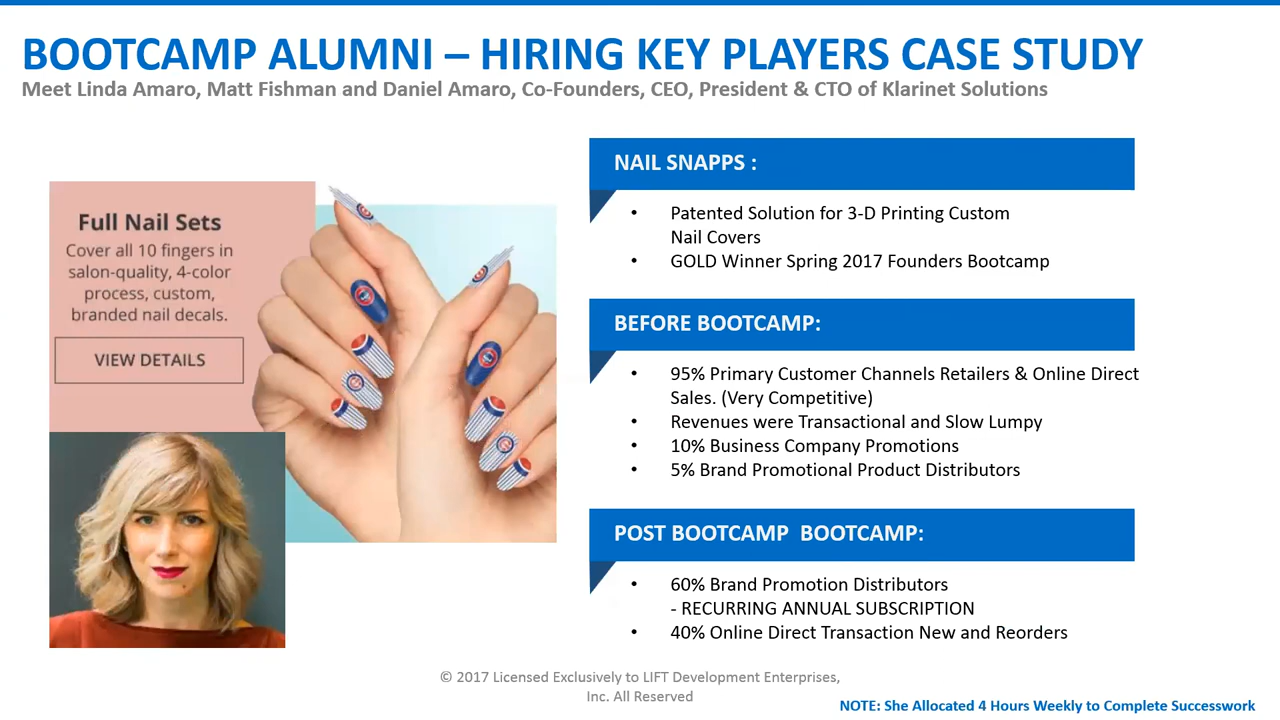 BOOTCAMP ALUMNI – HIRING KEY PLAYERS CASE STUDY
Meet Linda Amaro, Matt Fishman and Daniel Amaro, Co-Founders, CEO, President & CTO of Klarinet Solutions
Full Nail Sets
Cover all 10 fingers in
salon-quality, 4-color
process, custom,
branded nail decals.
VIEW DETAILS
NAIL SNAPPS :
• Patented Solution for 3-D Printing Custom
Nail Covers
• GOLD Winner Spring 2017 Founders Bootcamp
BEFORE BOOTCAMP:
• 95% Primary Customer Channels Retailers & Online Direct
Sales. (Very Competitive)
• Revenues were Transactional and Slow Lumpy
• 10% Business Company Promotions
• 5% Brand Promotional Product Distributors
POST BOOTCAMP  BOOTCAMP:
• 60% Brand Promotion Distributors
- RECURRING ANNUAL SUBSCRIPTION
• 40% Online Direct Transaction New and Reorders
© 2017 Licensed Exclusively to LIFT Development Enterprises,
Inc. All Reserved
NOTE: She Allocated 4 Hours Weekly to Complete Successwork